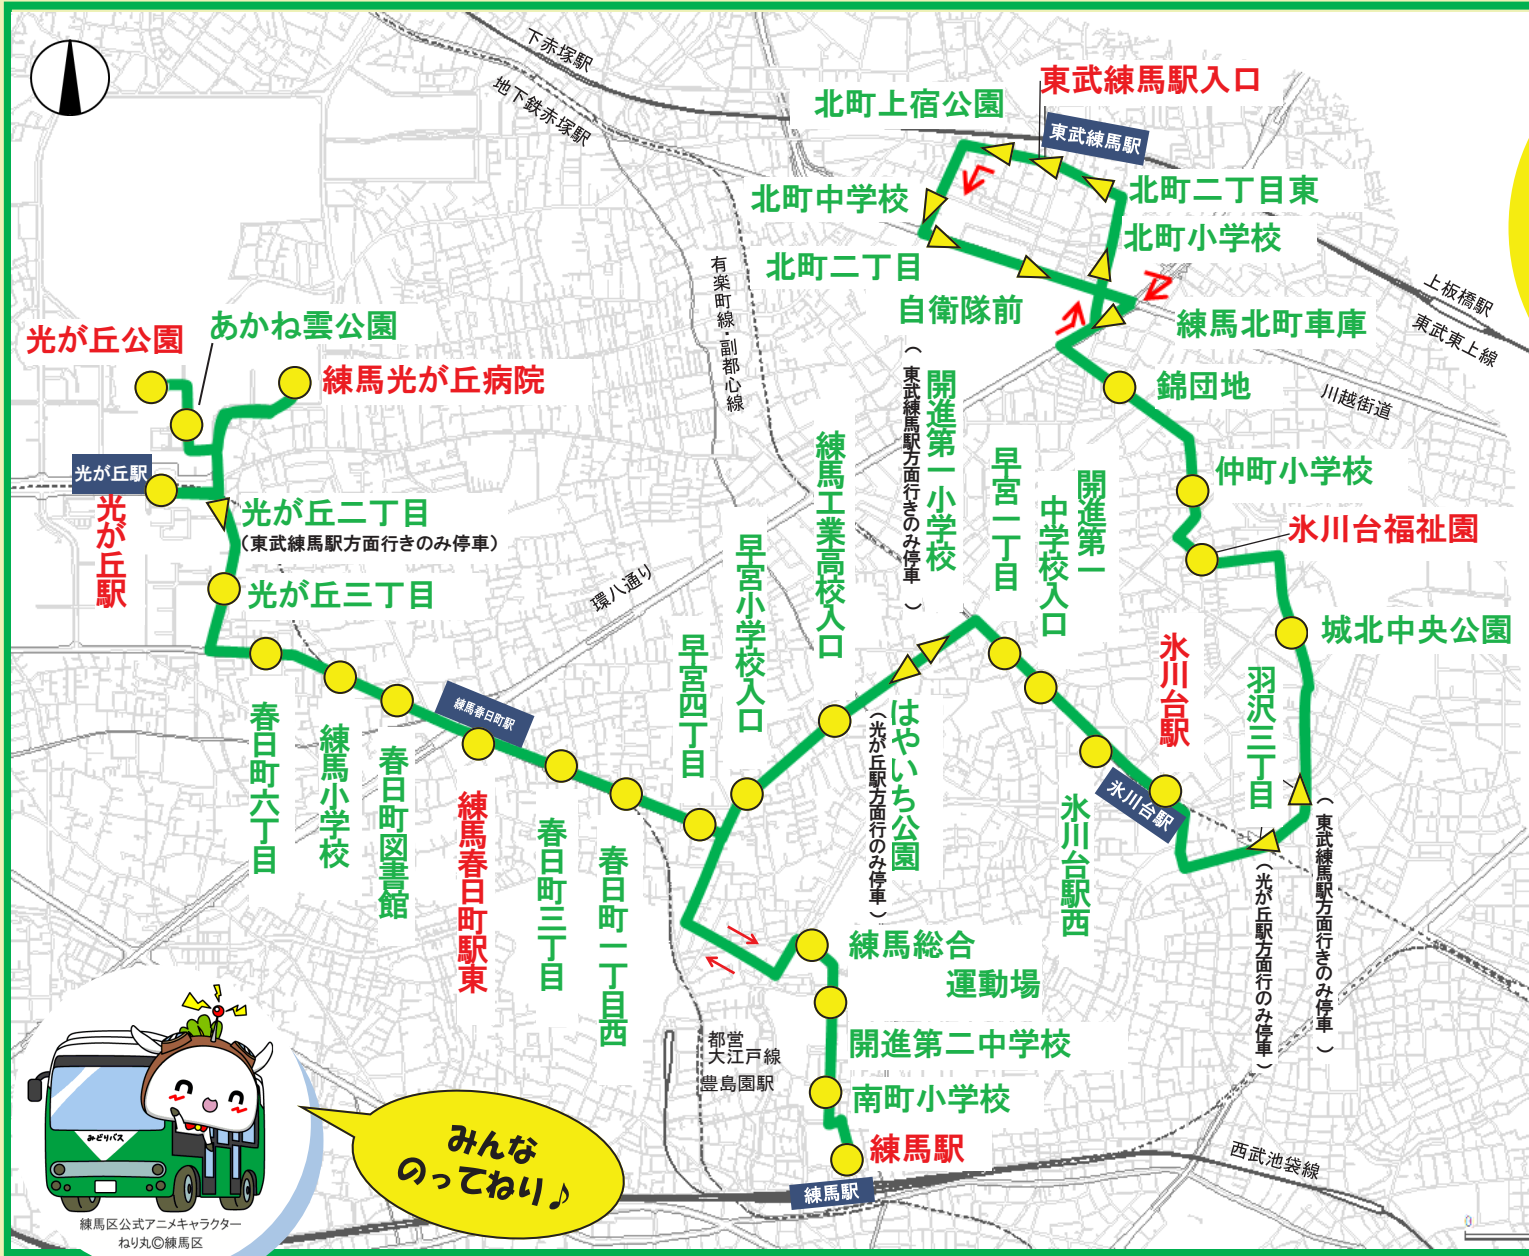 下赤塚駅
地下鉄赤塚駅
東武練馬駅入口
北町上宿公園
東武練馬駅
北町中学校
北町二丁目東
北町小学校
北町二丁目
自衛隊前
練馬北町車庫
上板橋駅
東武東上線
川越街道
有楽町線・副都心線
光が丘公園
あかね雲公園
練馬光が丘病院
光が丘駅
光が丘駅
光が丘二丁目
(東武練馬駅方面行きのみ停車)
光が丘三丁目
環八通り
錦団地
仲町小学校
氷川台福祉園
城北中央公園
開進第一小学校
(東武練馬駅方面行きのみ停車)
練馬工業高校入口
早宮小学校入口
早宮四丁目
早宮一丁目
開進第一
中学校入口
氷川台駅
氷川台駅
羽沢三丁目
(東武練馬駅方面行きのみ停車)
(光が丘駅方面行のみ停車)
はやいち公園
(光が丘駅方面行のみ停車)
氷川台駅西
春日町六丁目
練馬小学校
春日町図書館
練馬春日町駅
練馬春日町駅東
春日町三丁目
春日町一丁目西
練馬総合
運動場
開進第二中学校
南町小学校
練馬駅
練馬駅
都営
大江戸線
豊島園駅
西武池袋線
みどりバス
みんな
のってねり♪
練馬区公式アニメキャラクター
ねり丸©練馬区
0